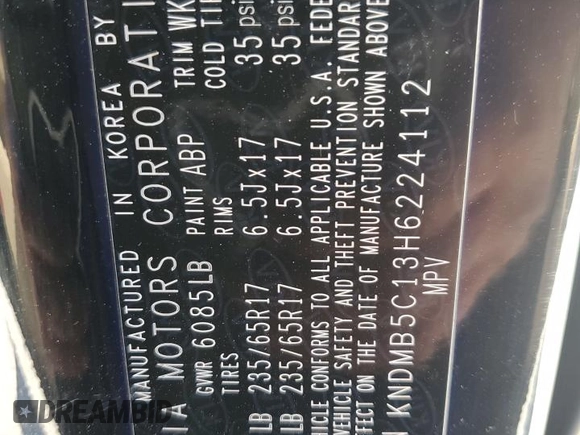 MANUFACTURED IN KOREA BY
MOTORS CORPORATI
GVWR 6085LB PAINT ABP TRIM WK
TIRES RIMS COLD TI
LB 235/65R17 6.5Jx17 35 psi
LB 235/65R17 6.5Jx17 35 psi
HICLE CONFORMS TO ALL APPLICABLE U.S.A. FEDE
VEHICLE SAFETY AND THEFT PREVENTION STANDAR
FECT ON THE DATE OF MANUFACTURE SHOWN ABOVE
KNDMB5C13H6224112
MPV
DREAMBID